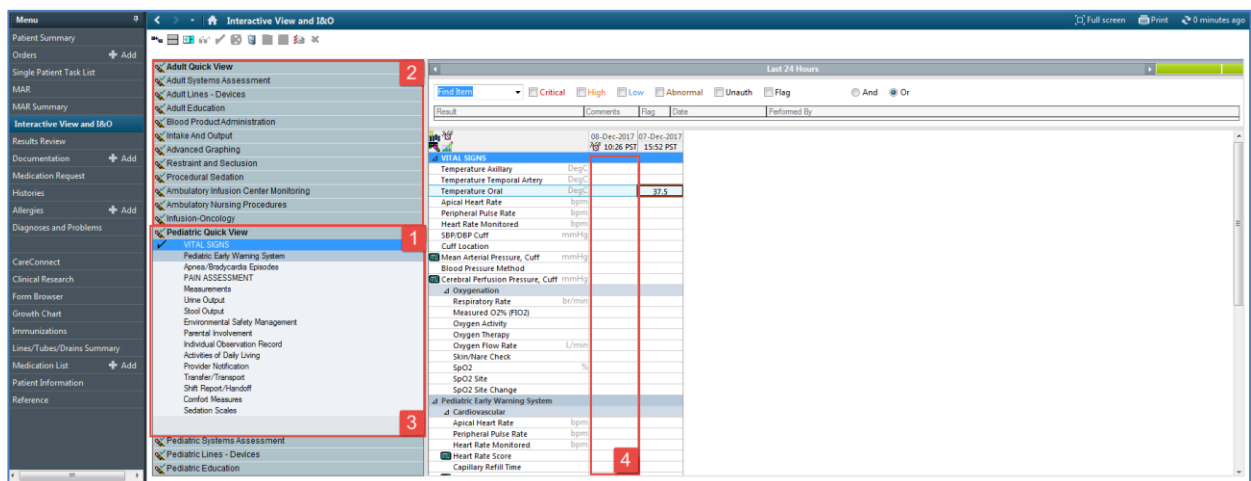 Menu
Interactive View and I&O
Full screen Print 0 minutes ago
Patient Summary
Orders Add
Single Patient Task List
MAR
MAR Summary
Interactive View and I&O
Results Review
Documentation Add
Medication Request
Histories
Allergies Add
Diagnoses and Problems
CareConnect
Clinical Research
Form Browser
Growth Chart
Immunizations
Lines/Tubes/Drains Summary
Medication List Add
Patient Information
Reference
Adult Quick View
2
Adult Systems Assessment
Adult Lines - Devices
Adult Education
Blood Product Administration
Intake And Output
Advanced Graphing
Restraint and Seclusion
Procedural Sedation
Ambulatory Infusion Center Monitoring
Ambulatory Nursing Procedures
Infusion-Oncology
Pediatric Quick View
1
VITAL SIGNS
Pediatric Early Warning System
Apnea/Bradycardia Episodes
PAIN ASSESSMENT
Measurements
Urine Output
Stool Output
Environmental Safety Management
Parental Involvement
Individual Observation Record
Activities of Daily Living
Provider Notification
Transfer/Transport
Shift Report/Handoff
Comfort Measures
Sedation Scales
3
Pediatric Systems Assessment
Pediatric Lines - Devices
Pediatric Education
Last 24 Hours
Find Item Critical High Low Abnormal Unauth Flag And Or
Result Comments Flag Date Performed By
08-Dec-2017 07-Dec-2017
10:26 PST 15:52 PST
VITAL SIGNS
Temperature Axillary DegC
Temperature Temporal Artery DegC
Temperature Oral DegC 37.5
Apical Heart Rate bpm
Peripheral Pulse Rate bpm
Heart Rate Monitored bpm
SBP/DBP Cuff mmHg
Cuff Location
Mean Arterial Pressure, Cuff mmHg
Blood Pressure Method
Cerebral Perfusion Pressure, Cuff mmHg
Oxygenation
Respiratory Rate br/min
Measured O2% (FIO2)
Oxygen Activity
Oxygen Therapy
Oxygen Flow Rate L/min
Skin/Nare Check
SpO2 %
SpO2 Site
SpO2 Site Change
Pediatric Early Warning System
Cardiovascular
Apical Heart Rate bpm
Peripheral Pulse Rate bpm
Heart Rate Monitored bpm
Heart Rate Score
4
Capillary Refill Time